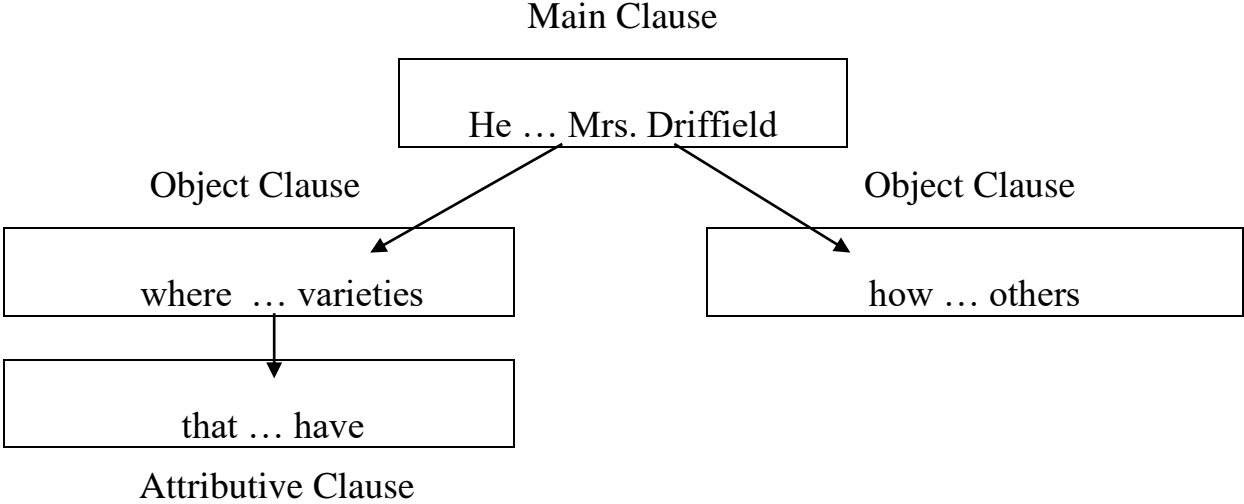 Main Clause
He … Mrs. Driffield
Object Clause
Object Clause
where … varieties
how … others
that … have
Attributive Clause